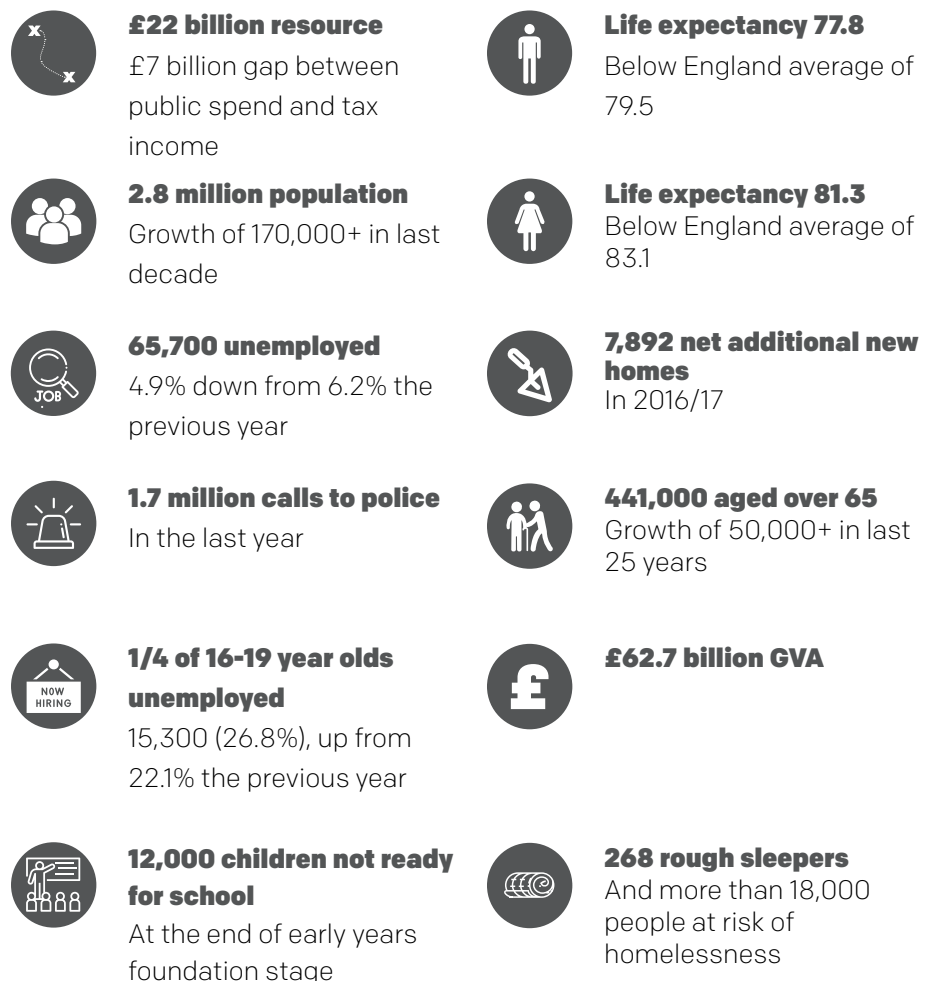 £22 billion resource
£7 billion gap between
public spend and tax
income
2.8 million population
Growth of 170,000+ in last
decade
JOB
65,700 unemployed
4.9% down from 6.2% the
previous year
1.7 million calls to police
In the last year
NOW
HIRING
1/4 of 16-19 year olds
unemployed
15,300 (26.8%), up from
22.1% the previous year
12,000 children not ready
for school
At the end of early years
foundation stage
Life expectancy 77.8
Below England average of
79.5
Life expectancy 81.3
Below England average of
83.1
7,892 net additional new
homes
In 2016/17
441,000 aged over 65
Growth of 50,000+ in last
25 years
£
£62.7 billion GVA
268 rough sleepers
And more than 18,000
people at risk of
homelessness